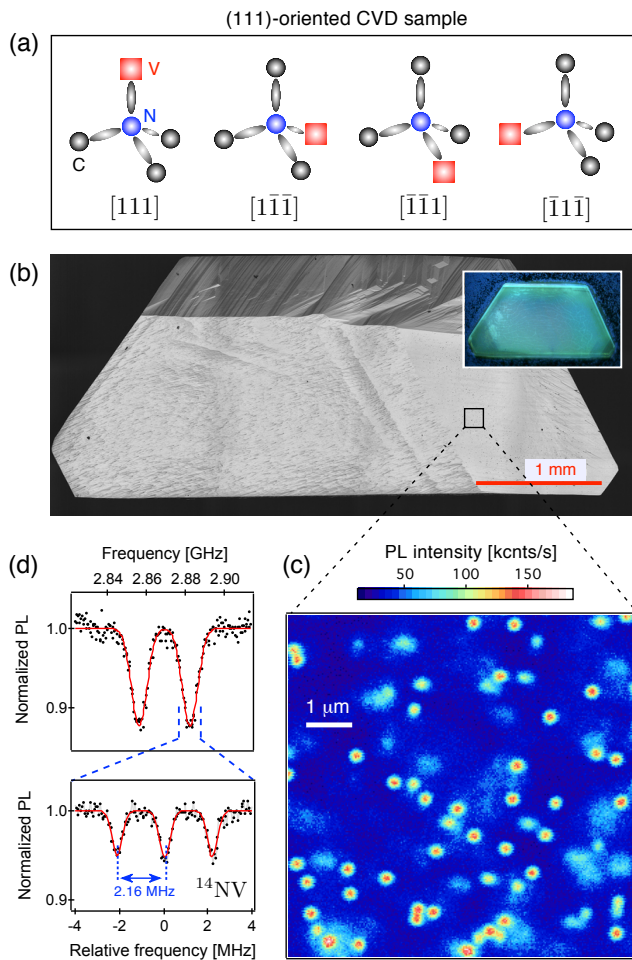 (111)-oriented CVD sample
(a)
V
N
C
[111]
[11̅1̅]
[1̅1̅1]
[1̅11̅]
(b)
1 mm
(d)
Frequency [GHz]
2.84 2.86 2.88 2.90
Normalized PL
1.0
0.9
Normalized PL
1.0
0.9
2.16 MHz
¹⁴NV
-4 -2 0 2 4
Relative frequency [MHz]
(c)
PL intensity [kcnts/s]
50 100 150
1 µm